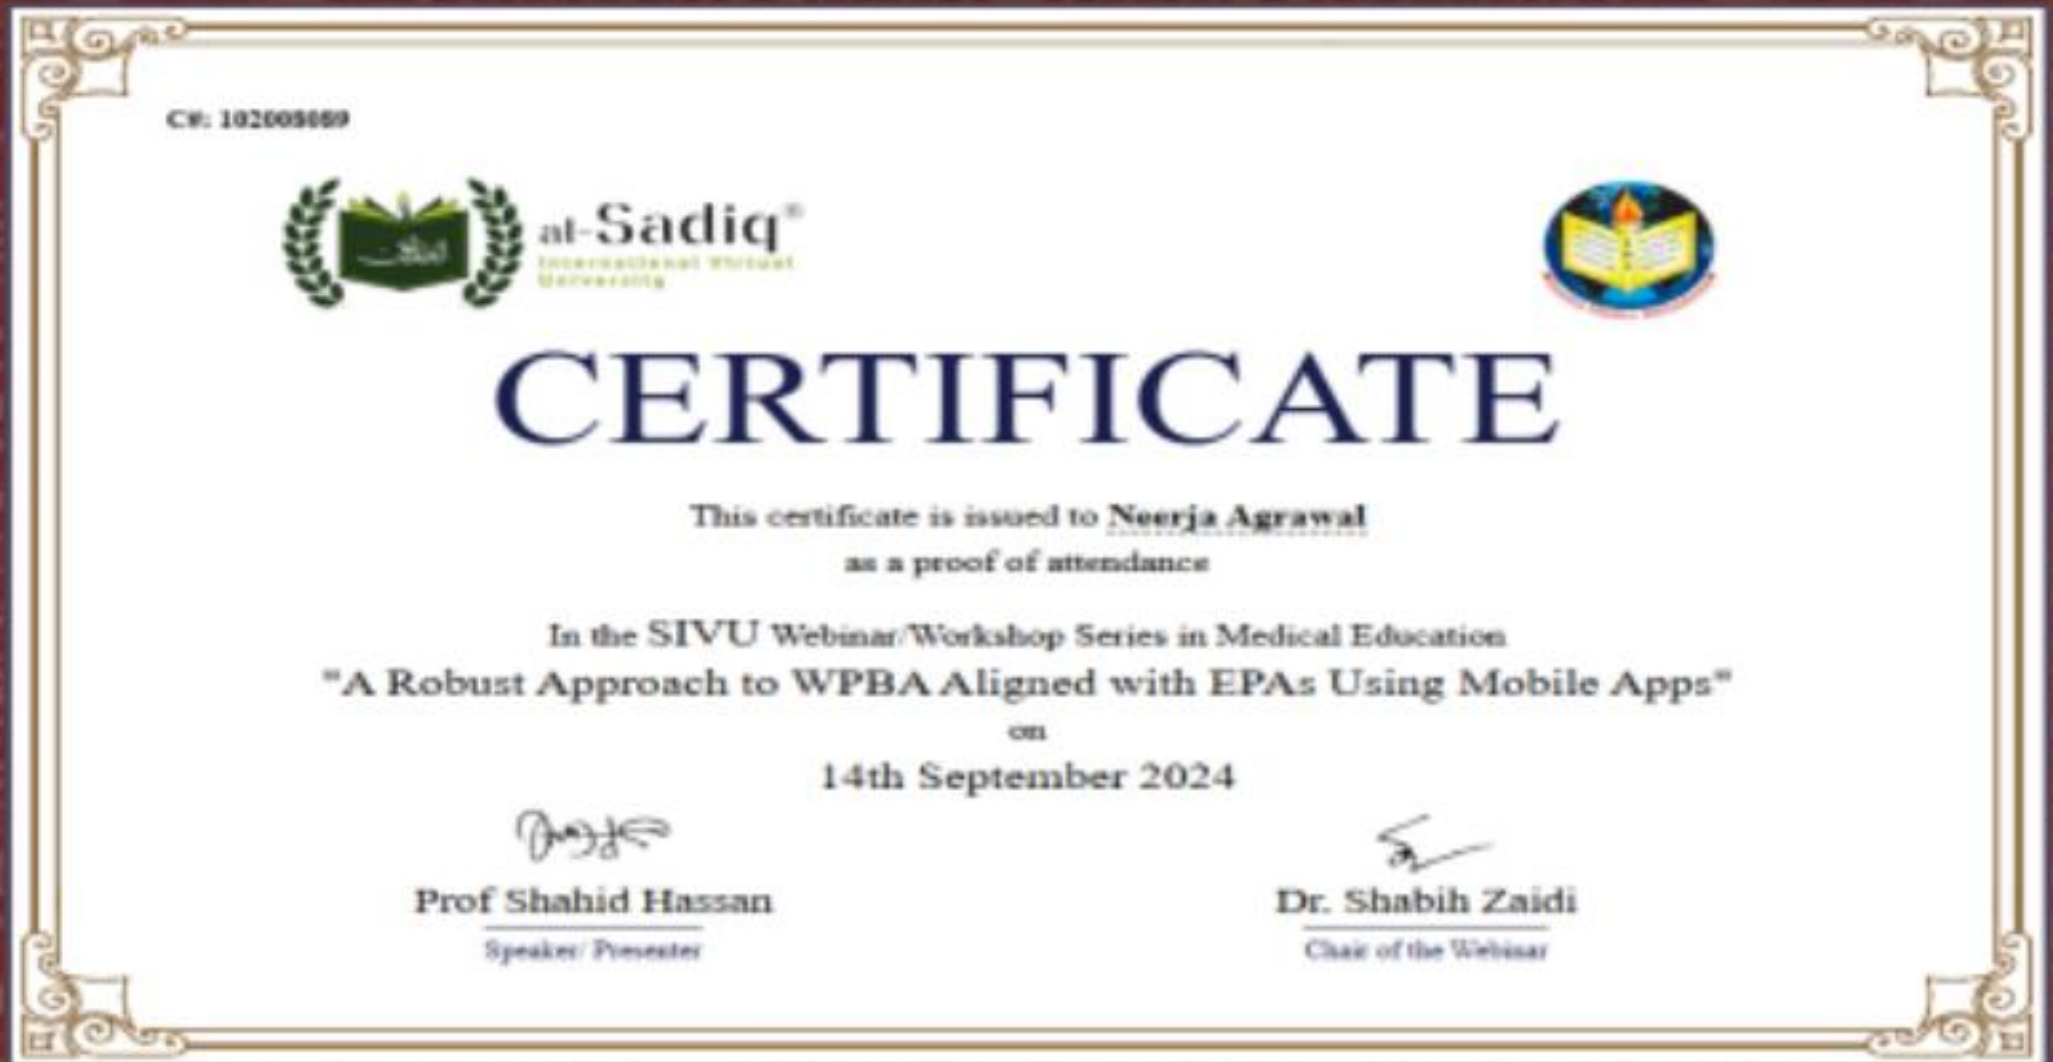 C#: 102008089
al-Sadiq®
International Virtual
University
CERTIFICATE
This certificate is issued to Neerja Agrawal
as a proof of attendance
In the SIVU Webinar/Workshop Series in Medical Education
"A Robust Approach to WPBA Aligned with EPAs Using Mobile Apps"
on
14th September 2024
Prof Shahid Hassan
Speaker/ Presenter
Dr. Shabih Zaidi
Chair of the Webinar